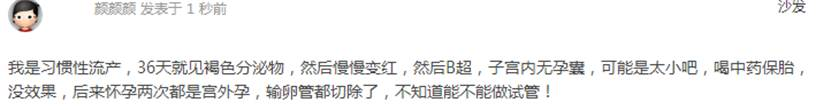 颜颜颜 发表于 1 秒前
沙发
我是习惯性流产，36天就见褐色分泌物，然后慢慢变红，然后B超，子宫内无孕囊，可能是太小吧，喝中药保胎，
没效果，后来怀孕两次都是宫外孕，输卵管都切除了，不知道能不能做试管！